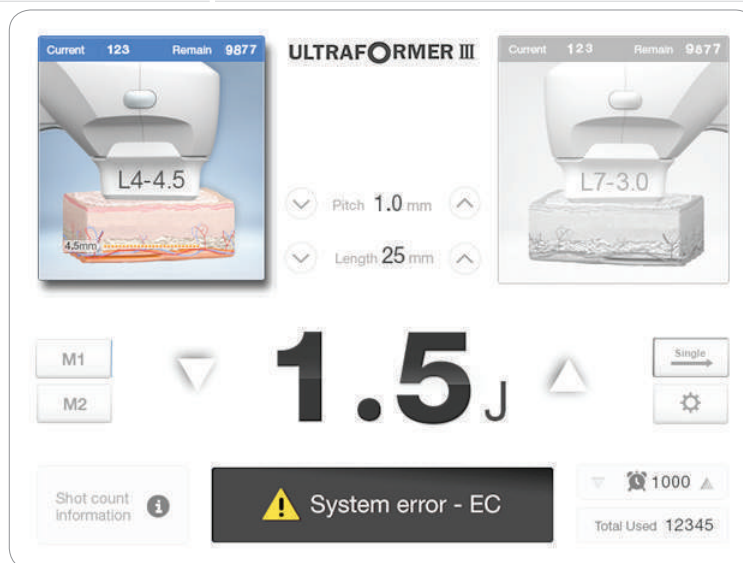 Current 123 Remain 9877
ULTRAFORMER III
Current 123 Remain 9877
L4-4.5
L7-3.0
4.5mm
Pitch 1.0 mm
Length 25 mm
M1
M2
1.5 J
Single
Shot count
information
System error - EC
1000
Total Used 12345